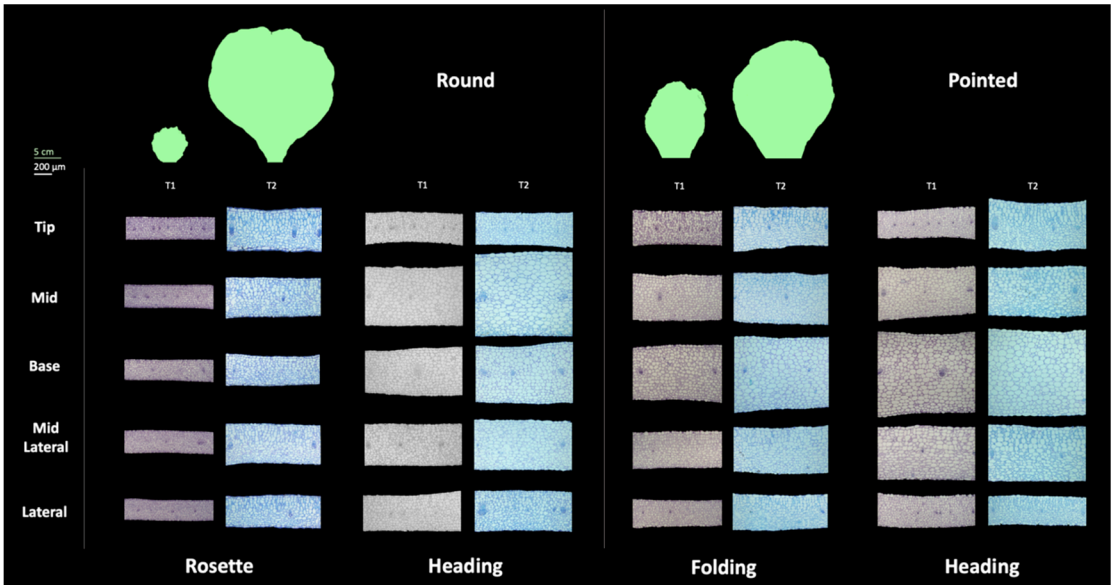 Round
Pointed
5 cm
200 µm
T1
T2
T1
T2
T1
T2
T1
T2
Tip
Mid
Base
Mid
Lateral
Lateral
Rosette
Heading
Folding
Heading